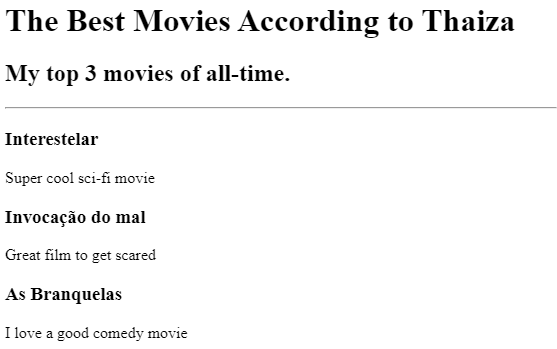 The Best Movies According to Thaiza
My top 3 movies of all-time.
Interestelar
Super cool sci-fi movie
Invocação do mal
Great film to get scared
As Branquelas
I love a good comedy movie